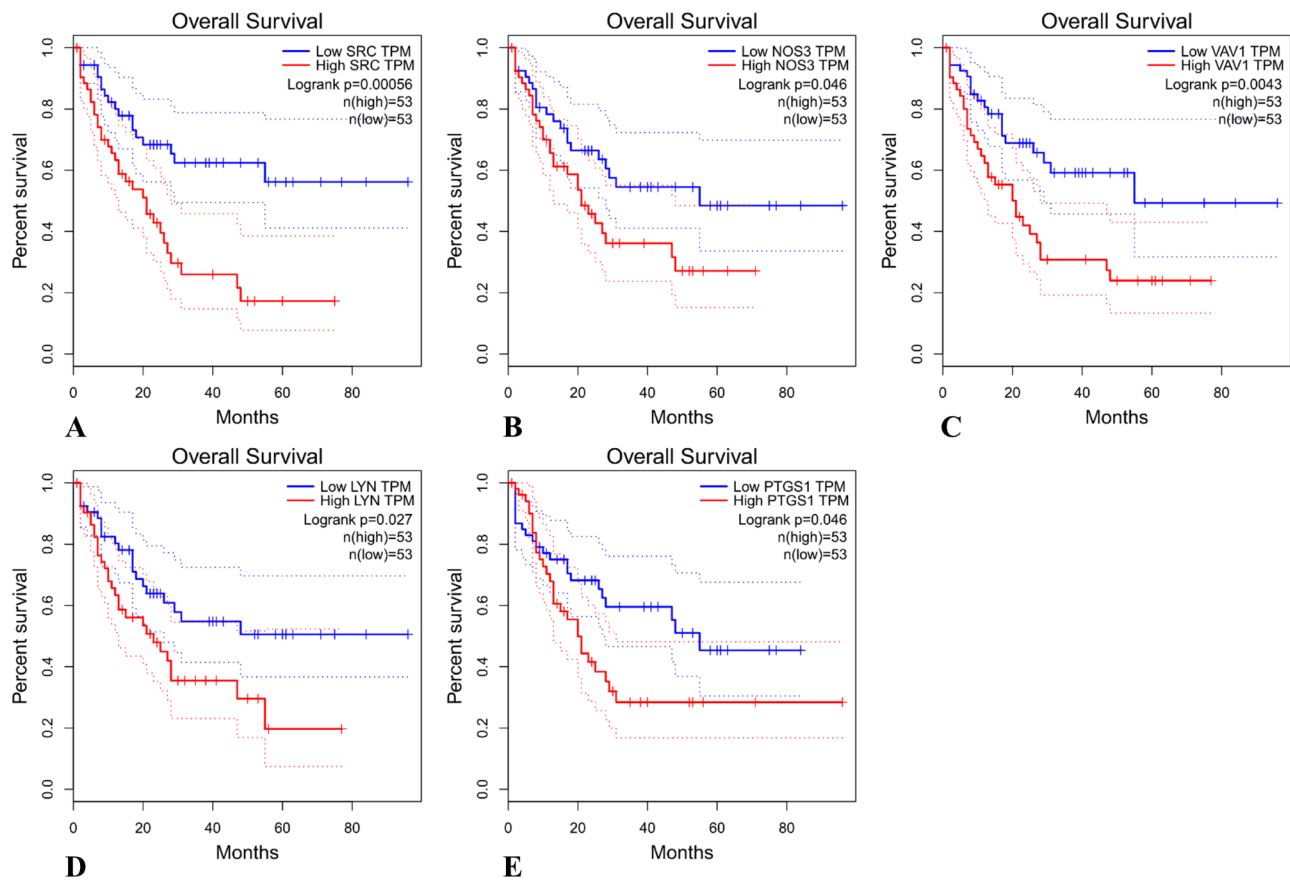 Overall Survival
Low SRC TPM
High SRC TPM
Logrank p=0.00056
n(high)=53
n(low)=53
Percent survival
1.0
0.8
0.6
0.4
0.2
0.0
0 20 40 60 80
Months
A
Overall Survival
Low NOS3 TPM
High NOS3 TPM
Logrank p=0.046
n(high)=53
n(low)=53
Percent survival
1.0
0.8
0.6
0.4
0.2
0.0
0 20 40 60 80
Months
B
Overall Survival
Low VAV1 TPM
High VAV1 TPM
Logrank p=0.0043
n(high)=53
n(low)=53
Percent survival
1.0
0.8
0.6
0.4
0.2
0.0
0 20 40 60 80
Months
C
Overall Survival
Low LYN TPM
High LYN TPM
Logrank p=0.027
n(high)=53
n(low)=53
Percent survival
1.0
0.8
0.6
0.4
0.2
0.0
0 20 40 60 80
Months
D
Overall Survival
Low PTGS1 TPM
High PTGS1 TPM
Logrank p=0.046
n(high)=53
n(low)=53
Percent survival
1.0
0.8
0.6
0.4
0.2
0.0
0 20 40 60 80
Months
E